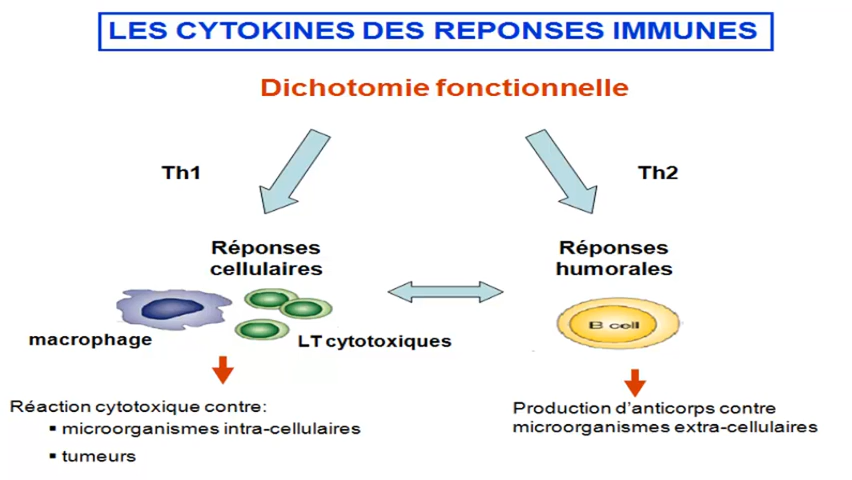 LES CYTOKINES DES REPONSES IMMUNES
Dichotomie fonctionnelle
Th1
Th2
Réponses
cellulaires
Réponses
humorales
B cell
macrophage
LT cytotoxiques
Réaction cytotoxique contre:
▪ microorganismes intra-cellulaires
▪ tumeurs
Production d'anticorps contre
microorganismes extra-cellulaires